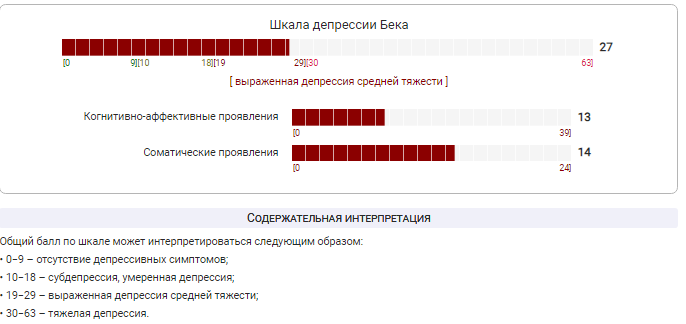 Шкала депрессии Бека
27
[0 9][10 18][19 29][30 63]
[ выраженная депрессия средней тяжести ]
Когнитивно-аффективные проявления 13
[0 39]
Соматические проявления 14
[0 24]
Содержательная интерпретация
Общий балл по шкале может интерпретироваться следующим образом:
• 0–9 – отсутствие депрессивных симптомов;
• 10–18 – субдепрессия, умеренная депрессия;
• 19–29 – выраженная депрессия средней тяжести;
• 30–63 – тяжелая депрессия.